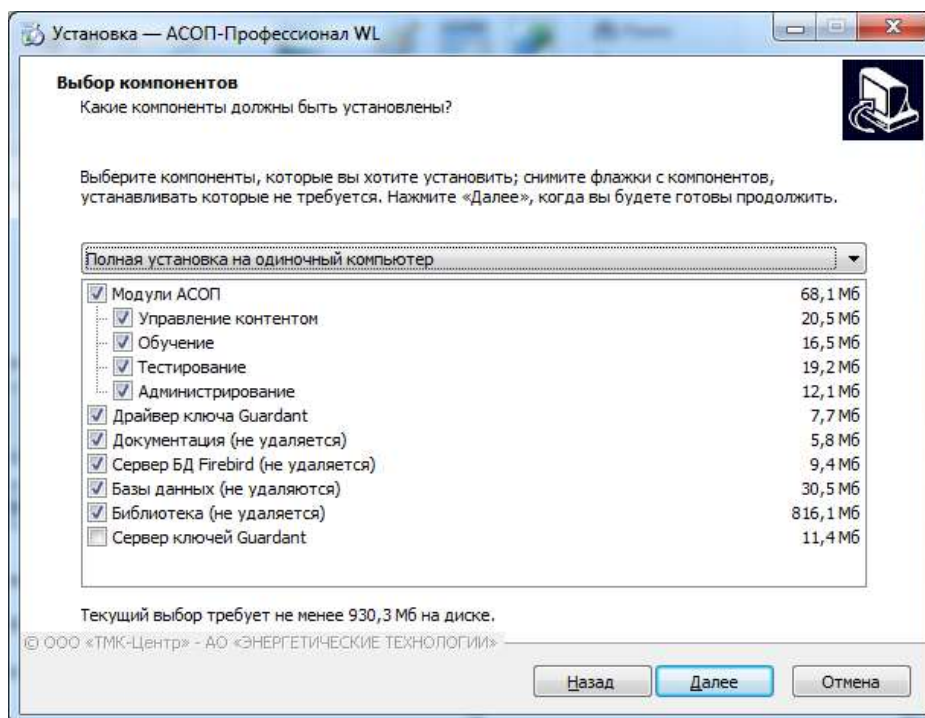 Установка — АСОП-Профессионал WL
Выбор компонентов
Какие компоненты должны быть установлены?
Выберите компоненты, которые вы хотите установить; снимите флажки с компонентов,
устанавливать которые не требуется. Нажмите «Далее», когда вы будете готовы продолжить.
Полная установка на одиночный компьютер
Модули АСОП 68,1 Мб
Управление контентом 20,5 Мб
Обучение 16,5 Мб
Тестирование 19,2 Мб
Администрирование 12,1 Мб
Драйвер ключа Guardant 7,7 Мб
Документация (не удаляется) 5,8 Мб
Сервер БД Firebird (не удаляется) 9,4 Мб
Базы данных (не удаляются) 30,5 Мб
Библиотека (не удаляется) 816,1 Мб
Сервер ключей Guardant 11,4 Мб
Текущий выбор требует не менее 930,3 Мб на диске.
© ООО «ТМК-Центр» - АО «ЭНЕРГЕТИЧЕСКИЕ ТЕХНОЛОГИИ»
Назад Далее Отмена